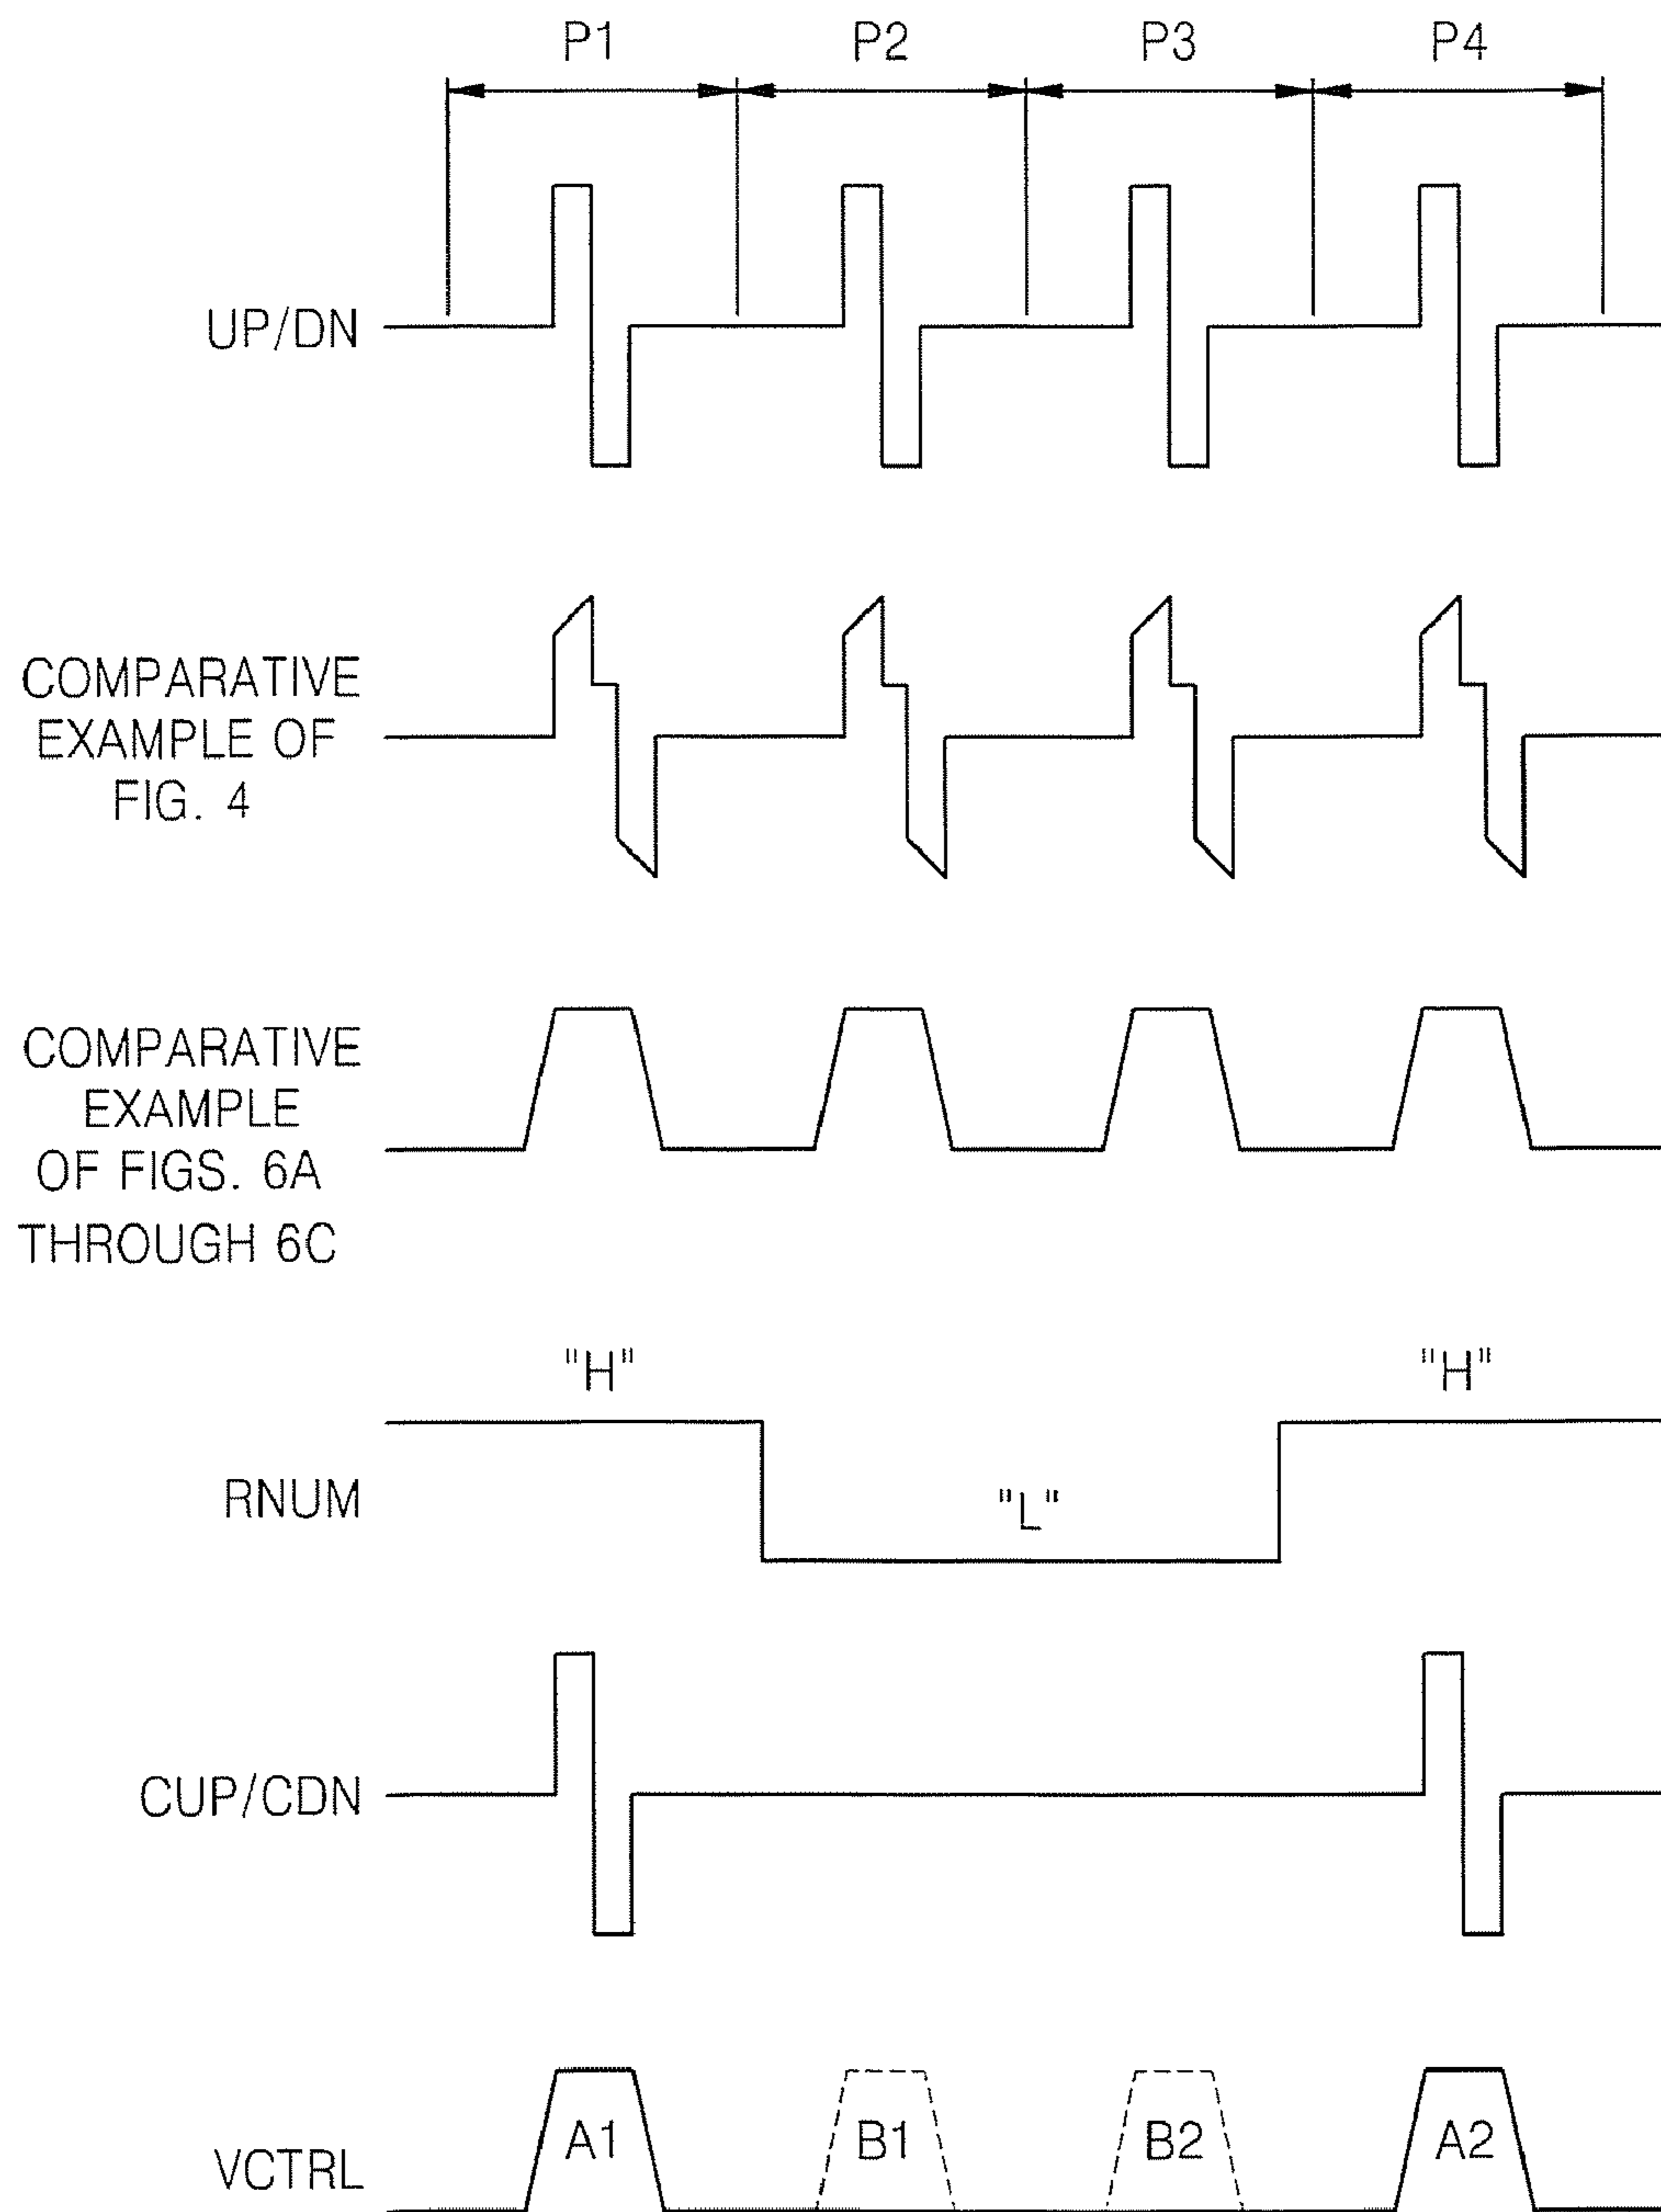 P1 P2 P3 P4
UP/DN
COMPARATIVE
EXAMPLE OF
FIG. 4
COMPARATIVE
EXAMPLE
OF FIGS. 6A
THROUGH 6C
"H" "H"
RNUM
"L"
CUP/CDN
VCTRL
A1 B1 B2 A2